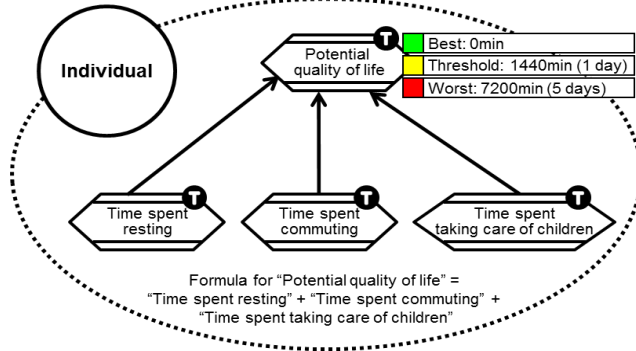 Individual
T
Potential
quality of life
Best: 0min
Threshold: 1440min (1 day)
Worst: 7200min (5 days)
T
Time spent
resting
T
Time spent
commuting
T
Time spent
taking care of children
Formula for “Potential quality of life” =
“Time spent resting” + “Time spent commuting” +
“Time spent taking care of children”